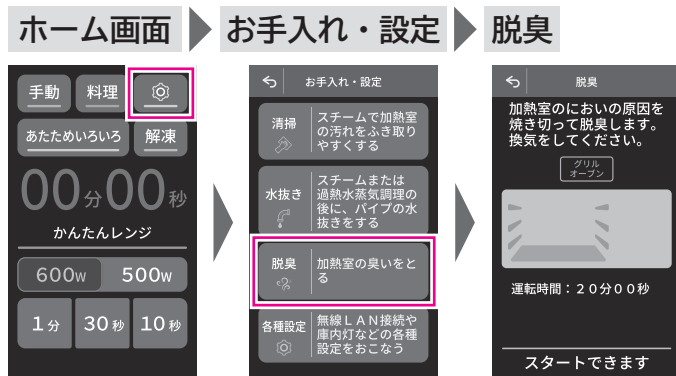 ホーム画面
お手入れ・設定
脱臭
手動
料理
あたためいろいろ
解凍
00分00秒
かんたんレンジ
600W
500W
1分
30秒
10秒
お手入れ・設定
清掃
スチームで加熱室
の汚れをふき取り
やすくする
水抜き
スチームまたは
過熱水蒸気調理の
後に、パイプの水
抜きをする
脱臭
加熱室の臭いをと
る
各種設定
無線LAN接続や
庫内灯などの各種
設定をおこなう
脱臭
加熱室のにおいの原因を
焼き切って脱臭します。
換気をしてください。
グリル
オーブン
運転時間：20分00秒
スタートできます